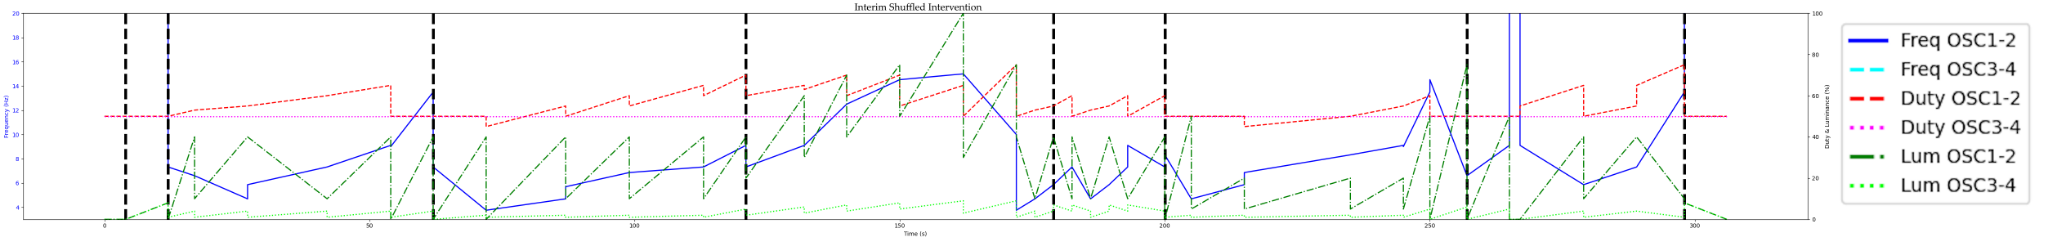 Interim Shuffled Intervention
20
18
16
14
12
10
8
6
4
Frequency (Hz)
100
80
60
40
20
0
Duty & Luminance (%)
0
50
100
150
200
250
300
Time (s)
Freq OSC1-2
Freq OSC3-4
Duty OSC1-2
Duty OSC3-4
Lum OSC1-2
Lum OSC3-4